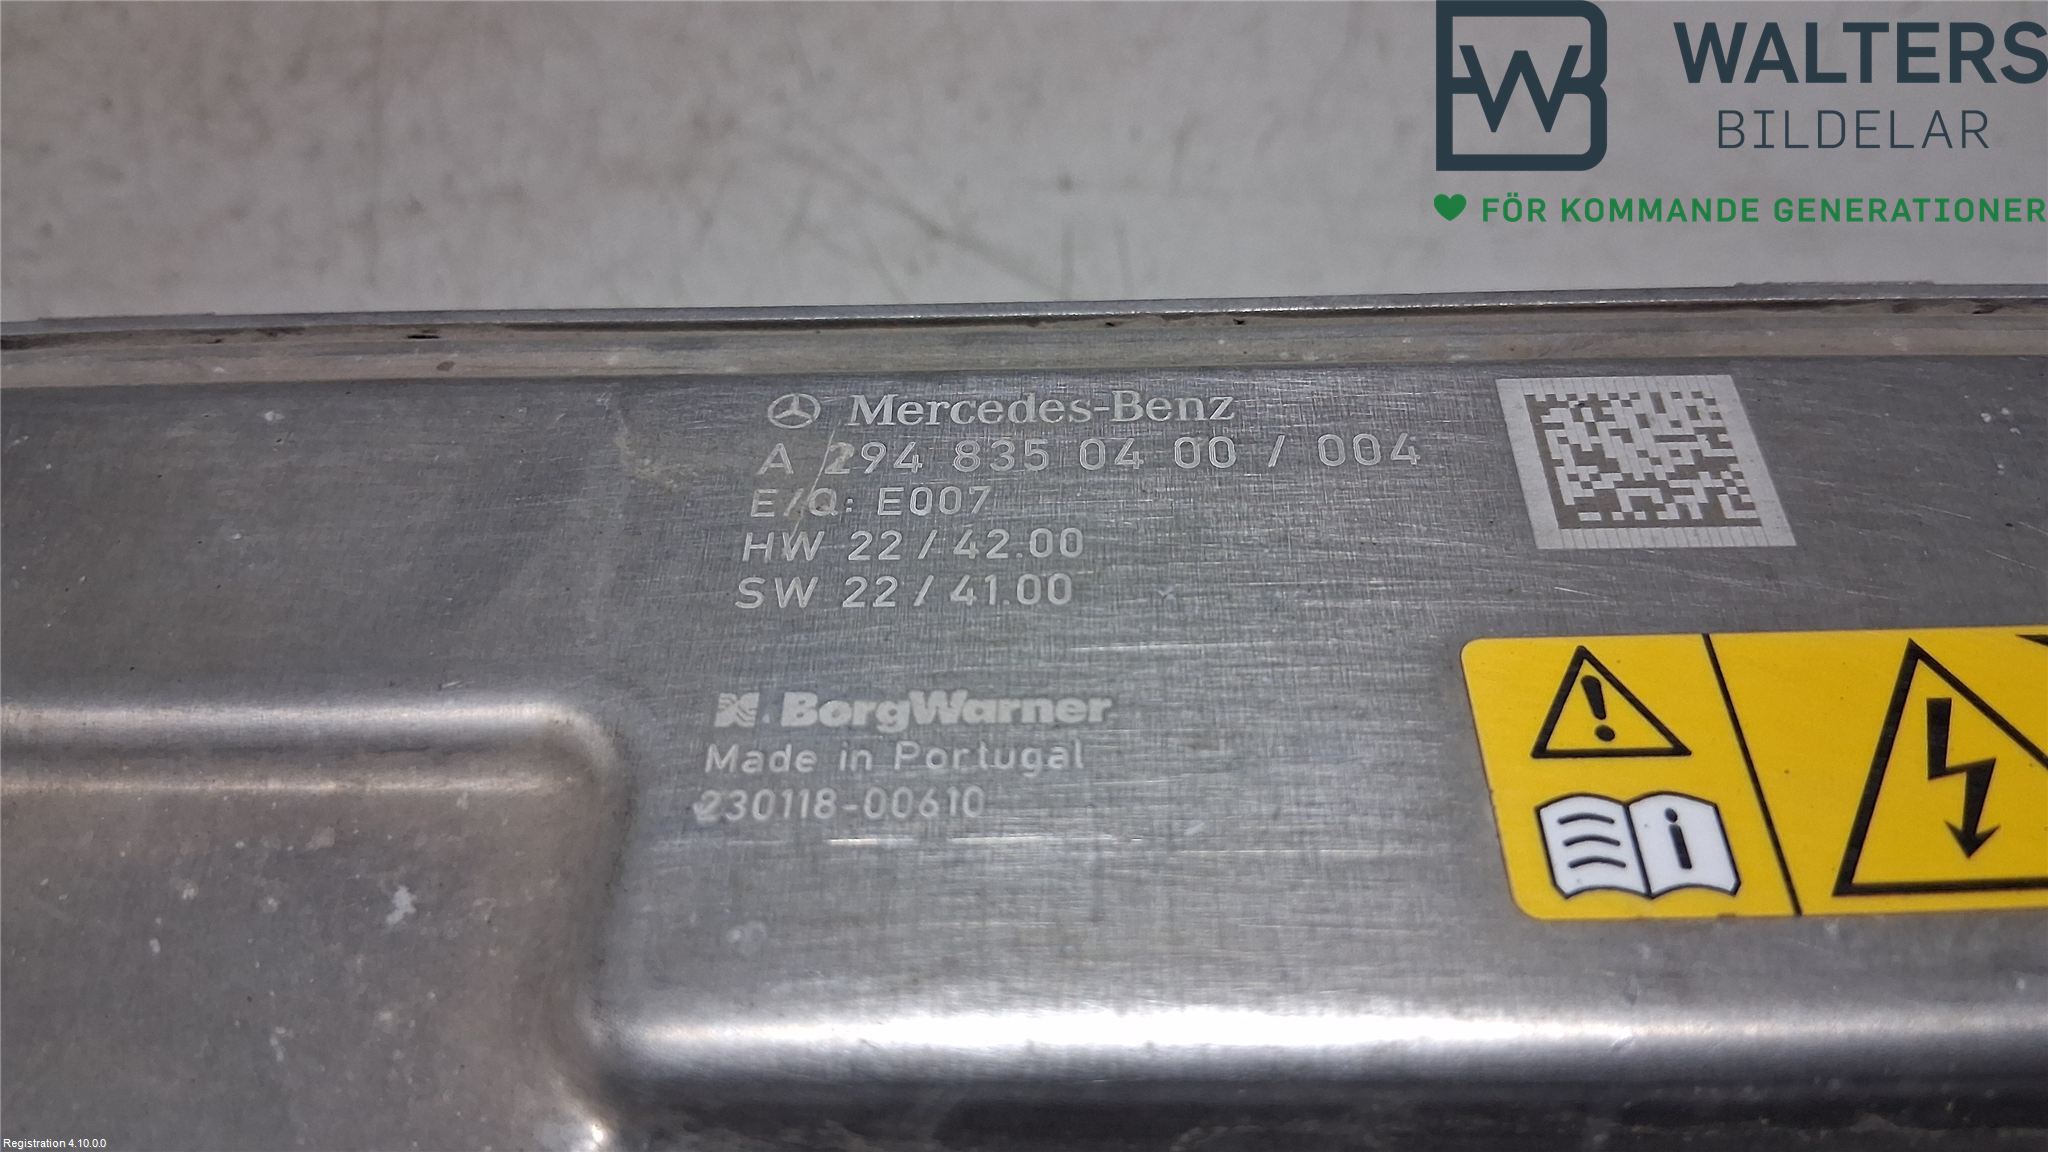 WALTERS
BILDELAR
FÖR KOMMANDE GENERATIONER
Mercedes-Benz
A 294 835 04 00 / 004
E/Q: E007
HW 22 / 42.00
SW 22 / 41.00
BorgWarner
Made in Portugal
230118-00610
Registration 4.10.0.0